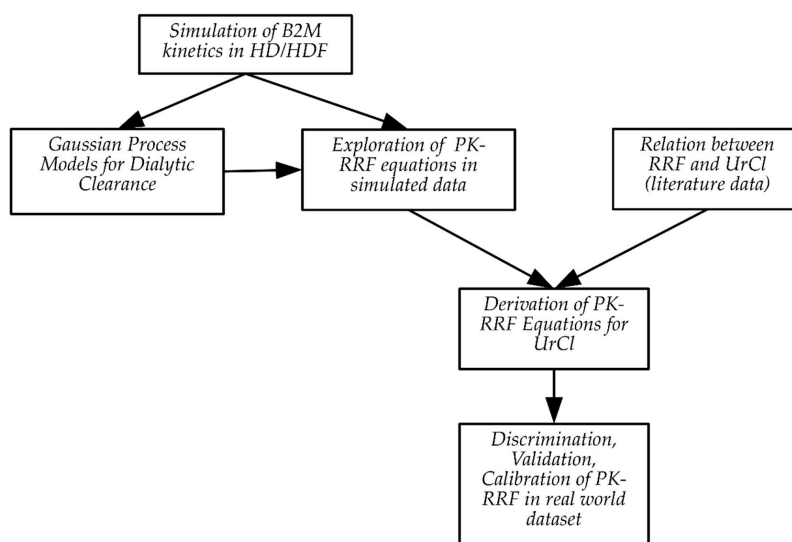 Simulation of B2M
kinetics in HD/HDF
Gaussian Process
Models for Dialytic
Clearance
Exploration of PK-
RRF equations in
simulated data
Relation between
RRF and UrCl
(literature data)
Derivation of PK-
RRF Equations for
UrCl
Discrimination,
Validation,
Calibration of PK-
RRF in real world
dataset